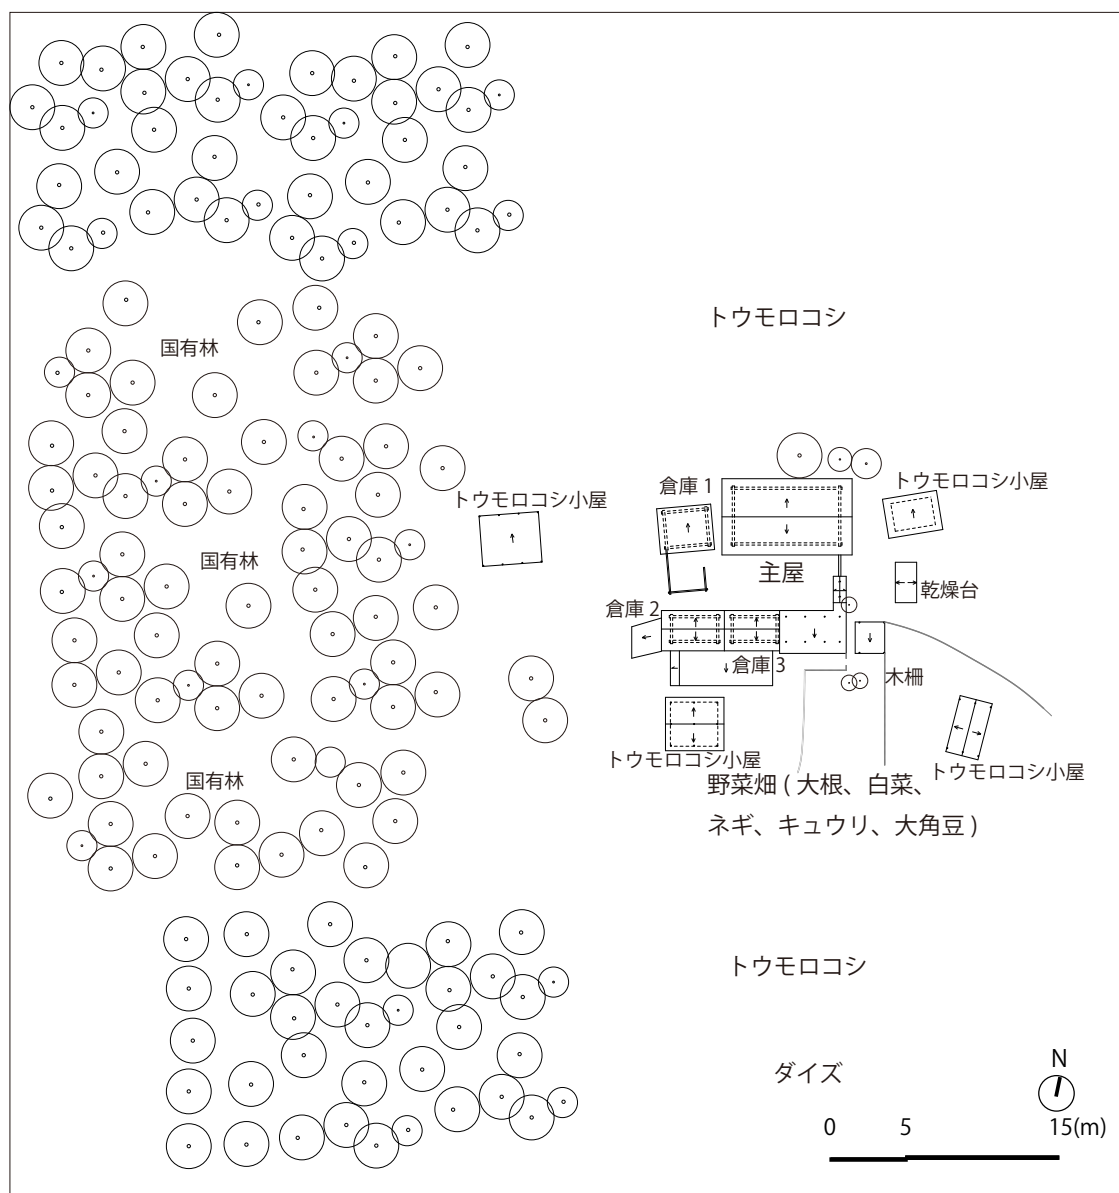 トウモロコシ
国有林
倉庫 1
トウモロコシ小屋
トウモロコシ小屋
国有林
主屋
乾燥台
倉庫 2
倉庫 3
木柵
トウモロコシ小屋
トウモロコシ小屋
国有林
野菜畑 ( 大根、白菜、
ネギ、キュウリ、大角豆 )
トウモロコシ
ダイズ
N
0 5 15(m)